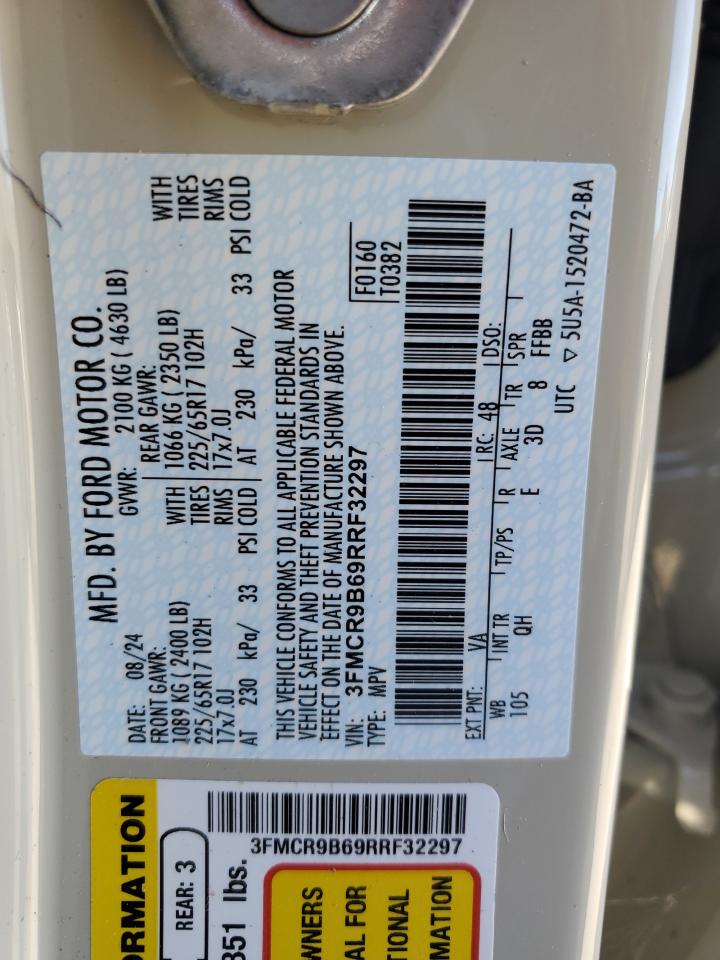 MFD. BY FORD MOTOR CO.
DATE: 08/24 GVWR: 2100 KG ( 4630 LB)
FRONT GAWR: REAR GAWR:
1089 KG ( 2400 LB) WITH 1066 KG ( 2350 LB) WITH
225/65R17 102H TIRES 225/65R17 102H TIRES
17x7.0J RIMS 17x7.0J RIMS
AT 230 kPa/ 33 PSI COLD AT 230 kPa/ 33 PSI COLD
THIS VEHICLE CONFORMS TO ALL APPLICABLE FEDERAL MOTOR
VEHICLE SAFETY AND THEFT PREVENTION STANDARDS IN
EFFECT ON THE DATE OF MANUFACTURE SHOWN ABOVE.
VIN: 3FMCR9B69RRF32297 F0160
TYPE: MPV T0382
EXT PNT: VA RC: 48 DSO:
WB INT TR TP/PS R AXLE TR SPR
105 QH E 3D 8 FFBB
UTC ▽ 5U5A-1520472-BA
ORMATION
REAR: 3
3FMCR9B69RRF32297
351 lbs.
WNERS
AL FOR
TIONAL
MATION